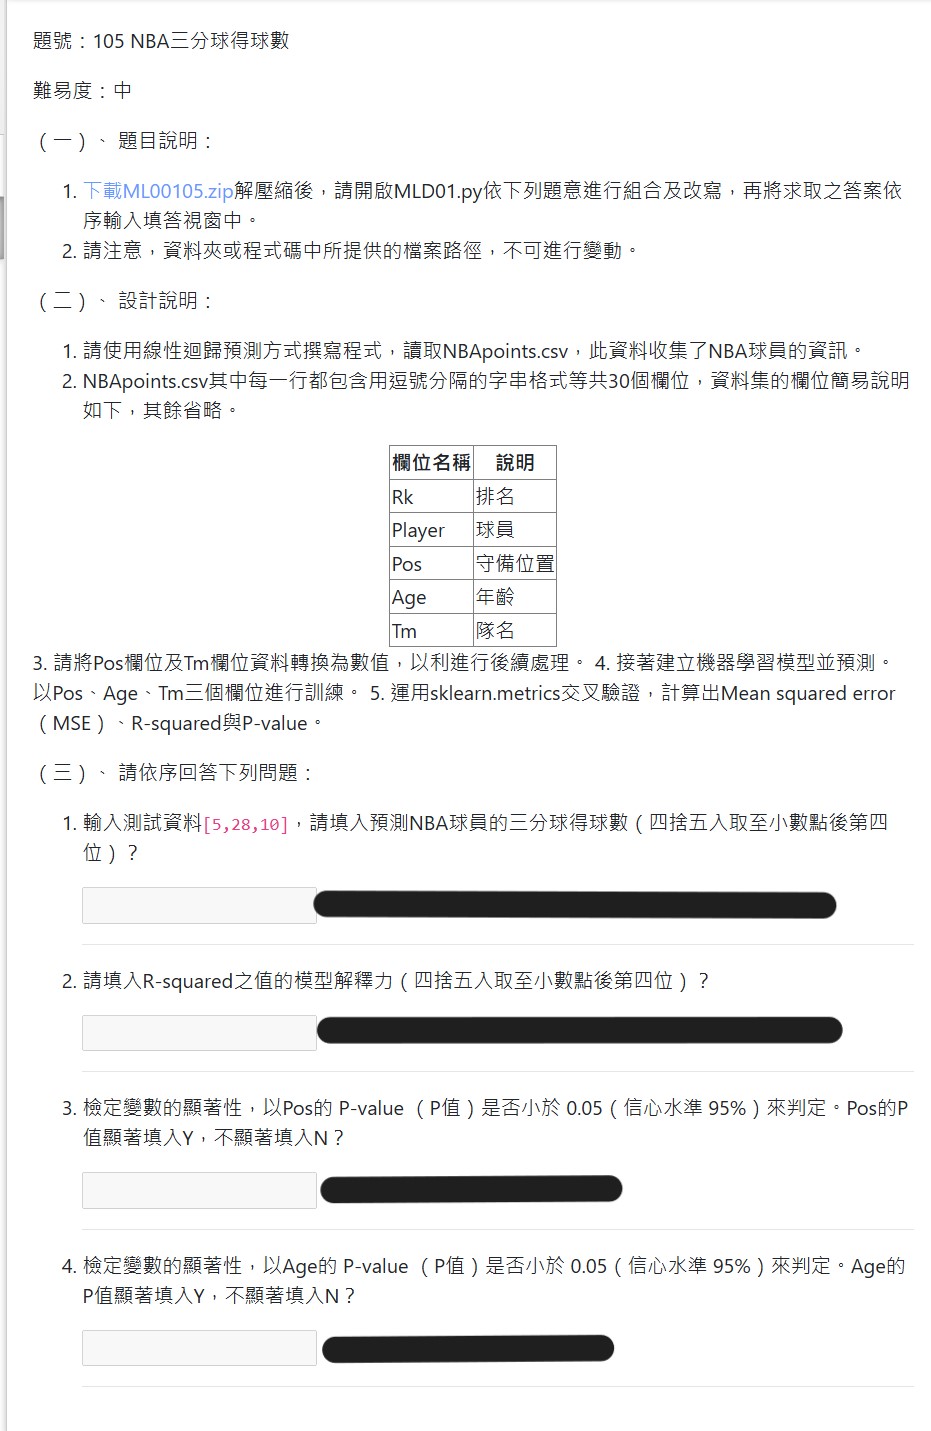 題號：105 NBA三分球得球數
難易度：中
（一）、 題目說明：
1. 下載ML00105.zip解壓縮後，請開啟MLD01.py依下列題意進行組合及改寫，再將求取之答案依
序輸入填答視窗中。
2. 請注意，資料夾或程式碼中所提供的檔案路徑，不可進行變動。
（二）、 設計說明：
1. 請使用線性迴歸預測方式撰寫程式，讀取NBApoints.csv，此資料收集了NBA球員的資訊。
2. NBApoints.csv其中每一行都包含用逗號分隔的字串格式等共30個欄位，資料集的欄位簡易說明
如下，其餘省略。
欄位名稱 說明
Rk 排名
Player 球員
Pos 守備位置
Age 年齡
Tm 隊名
3. 請將Pos欄位及Tm欄位資料轉換為數值，以利進行後續處理。 4. 接著建立機器學習模型並預測。
以Pos、Age、Tm三個欄位進行訓練。 5. 運用sklearn.metrics交叉驗證，計算出Mean squared error
（MSE）、R-squared與P-value。
（三）、 請依序回答下列問題：
1. 輸入測試資料[5,28,10]，請填入預測NBA球員的三分球得球數（四捨五入取至小數點後第四
位）？
2. 請填入R-squared之值的模型解釋力（四捨五入取至小數點後第四位）？
3. 檢定變數的顯著性，以Pos的 P-value （P值）是否小於 0.05（信心水準 95%）來判定。Pos的P
值顯著填入Y，不顯著填入N？
4. 檢定變數的顯著性，以Age的 P-value （P值）是否小於 0.05（信心水準 95%）來判定。Age的
P值顯著填入Y，不顯著填入N？